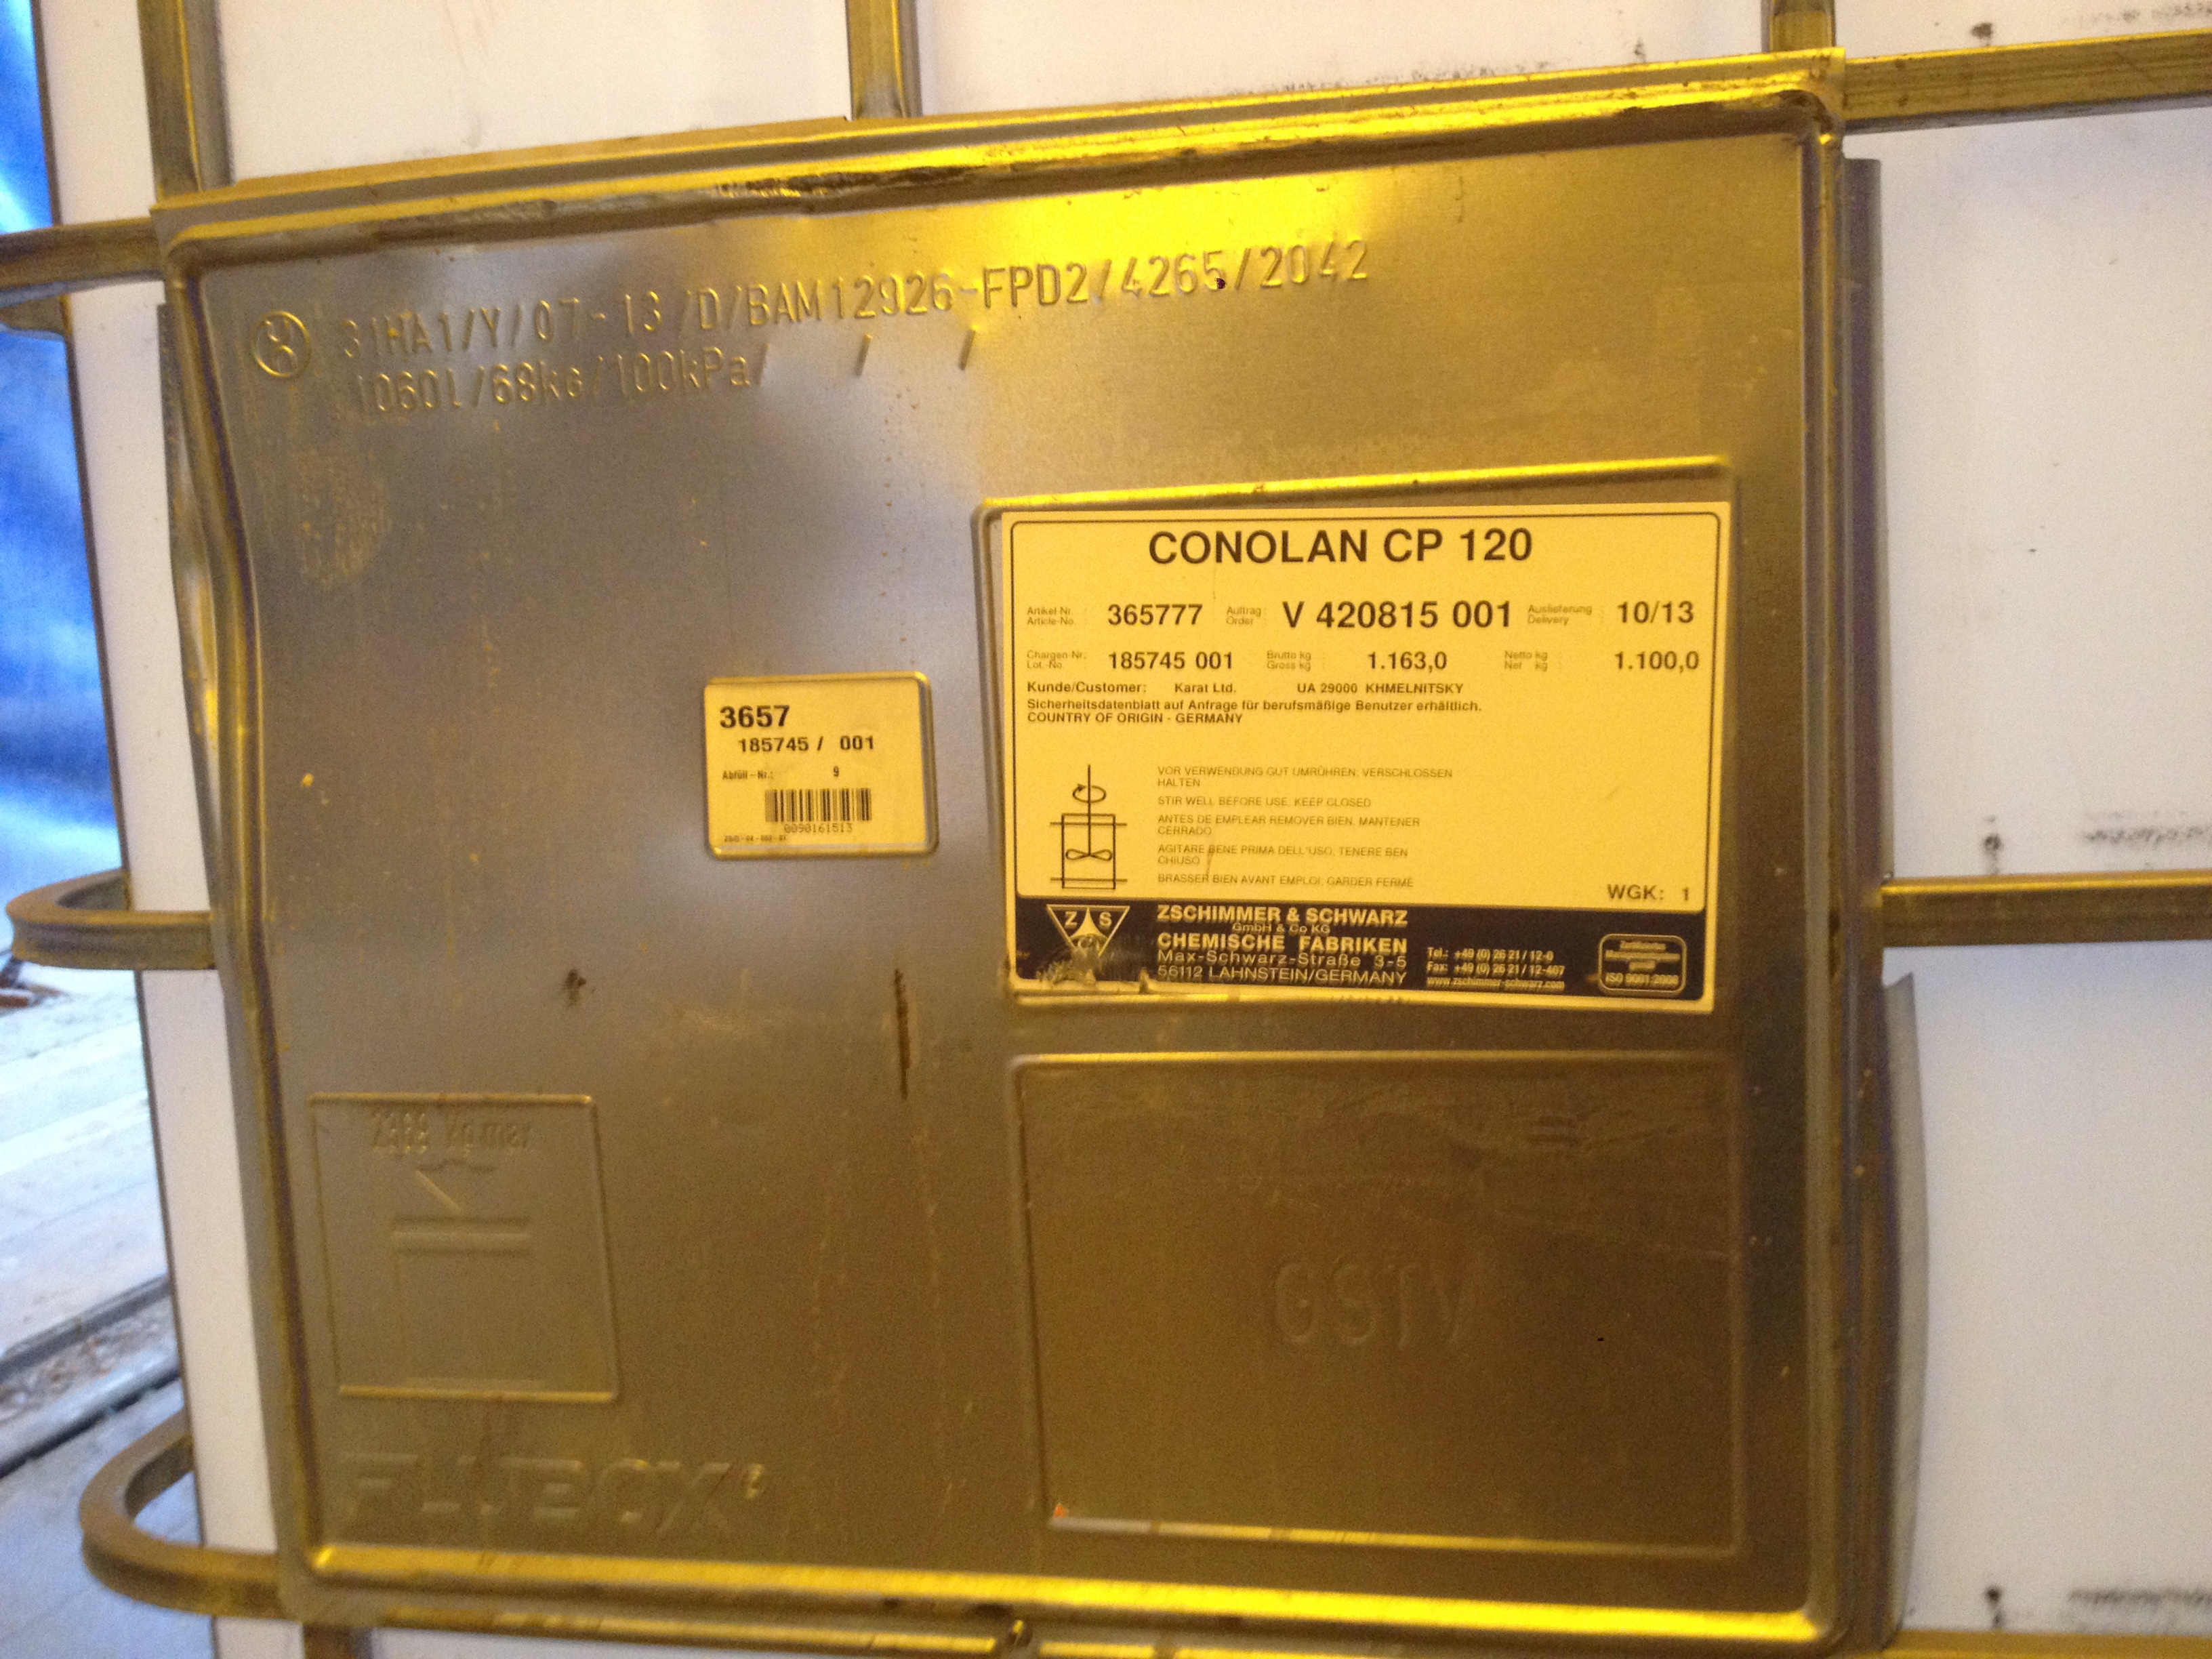 31HA1/Y/07-13/D/BAM12926-FPD2/4265/2042
1060l/68kg/100kPa/ / /
CONOLAN CP 120
Artikel-Nr. : 365777 Auftrag : V 420815 001 Auslieferung : 10/13
Article-No. Order Delivery
Chargen-Nr. : 185745 001 Brutto kg : 1.163,0 Netto kg : 1.100,0
Lot.-No. Gross kg Net kg
Kunde/Customer: Karat Ltd. UA 29000 KHMELNITSKY
Sicherheitsdatenblatt auf Anfrage für berufsmäßige Benutzer erhältlich.
COUNTRY OF ORIGIN - GERMANY
VOR VERWENDUNG GUT UMRÜHREN. VERSCHLOSSEN
HALTEN
STIR WELL BEFORE USE. KEEP CLOSED
ANTES DE EMPLEAR REMOVER BIEN. MANTENER
CERRADO
AGITARE BENE PRIMA DELL'USO. TENERE BEN
CHIUSO
BRASSER BIEN AVANT EMPLOI. GARDER FERMÉ
WGK: 1
Z S
ZSCHIMMER & SCHWARZ
GmbH & Co KG
CHEMISCHE FABRIKEN
Max-Schwarz-Straße 3-5
56112 LAHNSTEIN/GERMANY
Tel.: +49 (0) 26 21 / 12-0
Fax: +49 (0) 26 21 / 12-407
www.zschimmer-schwarz.com
Zertifiziertes
Managementsystem
gemäß
ISO 9001:2008
3657
185745 / 001
Abfüll-Nr.: 9
0090161513
Kg max